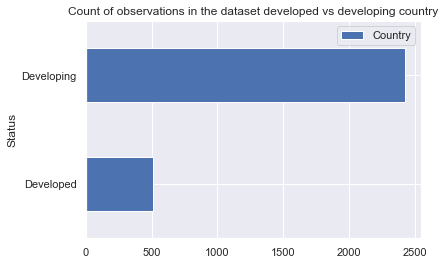 Count of observations in the dataset developed vs developing country
Country
Developing
Status
Developed
0 500 1000 1500 2000 2500